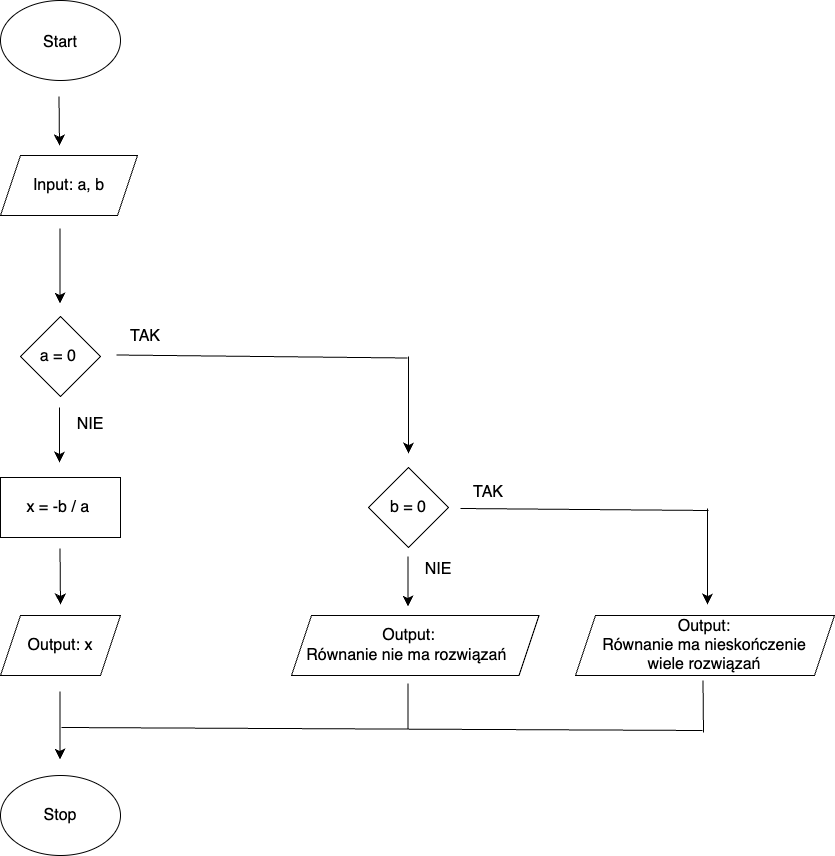 Start
Input: a, b
TAK
a = 0
NIE
x = -b / a
TAK
b = 0
NIE
Output: x
Output:
Równanie nie ma rozwiązań
Output:
Równanie ma nieskończenie
wiele rozwiązań
Stop